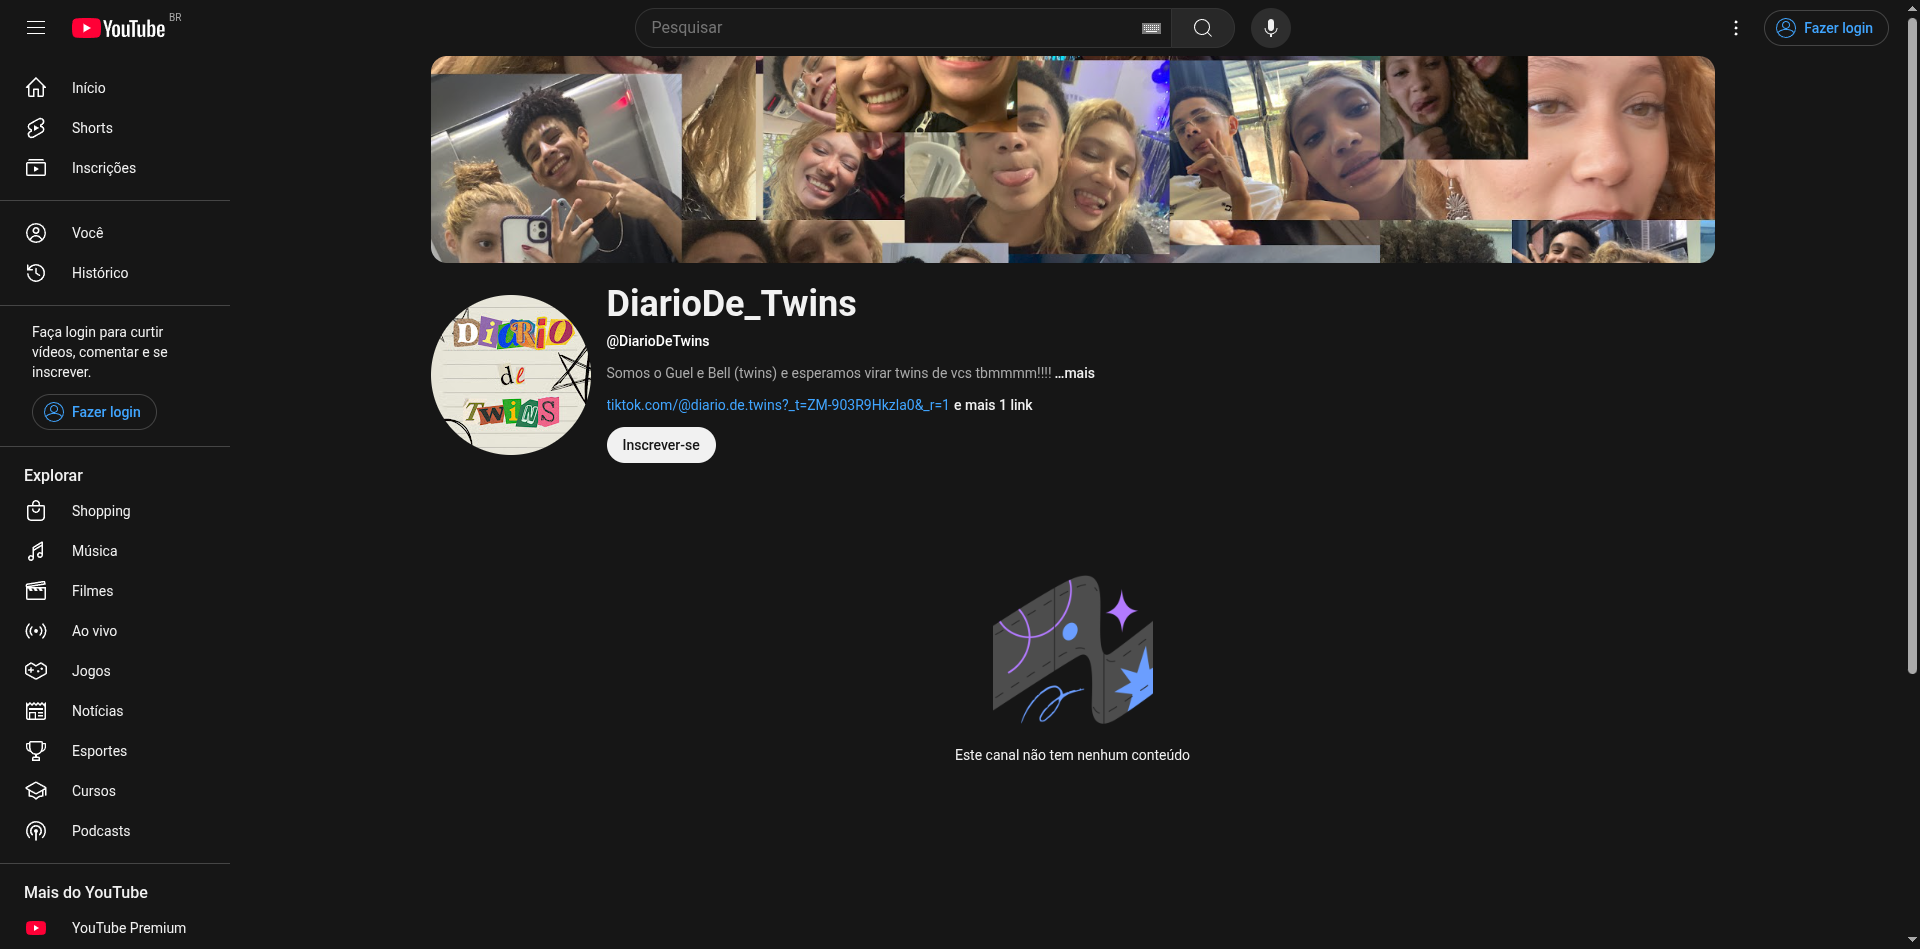 YouTube BR
Pesquisar
Fazer login
Início
Shorts
Inscrições
Você
Histórico
Faça login para curtir
vídeos, comentar e se
inscrever.
Fazer login
Explorar
Shopping
Música
Filmes
Ao vivo
Jogos
Notícias
Esportes
Cursos
Podcasts
Mais do YouTube
YouTube Premium
DiaRiO
de
TwiNS
DiarioDe_Twins
@DiarioDeTwins
Somos o Guel e Bell (twins) e esperamos virar twins de vcs tbmmmm!!!! ...mais
tiktok.com/@diario.de.twins?_t=ZM-903R9Hkzla0&_r=1 e mais 1 link
Inscrever-se
Este canal não tem nenhum conteúdo